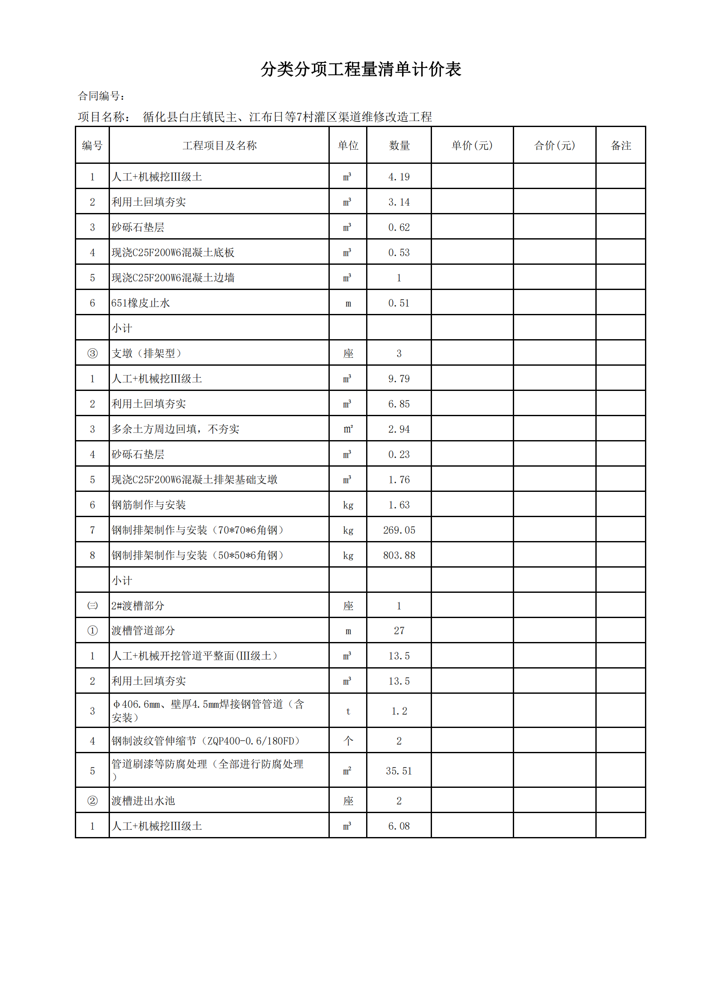 分类分项工程量清单计价表
合同编号:
项目名称: 循化县白庄镇民主、江布日等7村灌区渠道维修改造工程
编号 工程项目及名称 单位 数量 单价(元) 合价(元) 备注
1 人工+机械挖Ⅲ级土 m³ 4.19
2 利用土回填夯实 m³ 3.14
3 砂砾石垫层 m³ 0.62
4 现浇C25F200W6混凝土底板 m³ 0.53
5 现浇C25F200W6混凝土边墙 m³ 1
6 651橡皮止水 m 0.51
小计
③ 支墩（排架型） 座 3
1 人工+机械挖Ⅲ级土 m³ 9.79
2 利用土回填夯实 m³ 6.85
3 多余土方周边回填，不夯实 ㎡ 2.94
4 砂砾石垫层 m³ 0.23
5 现浇C25F200W6混凝土排架基础支墩 m³ 1.76
6 钢筋制作与安装 kg 1.63
7 钢制排架制作与安装（70*70*6角钢） kg 269.05
8 钢制排架制作与安装（50*50*6角钢） kg 803.88
小计
㈢ 2#渡槽部分 座 1
① 渡槽管道部分 m 27
1 人工+机械开挖管道平整面(Ⅲ级土） m³ 13.5
2 利用土回填夯实 m³ 13.5
3 φ406.6mm、壁厚4.5mm焊接钢管管道（含 t 1.2
安装）
4 钢制波纹管伸缩节（ZQP400-0.6/180FD） 个 2
5 管道刷漆等防腐处理（全部进行防腐处理 m² 35.51
）
② 渡槽进出水池 座 2
1 人工+机械挖Ⅲ级土 m³ 6.08